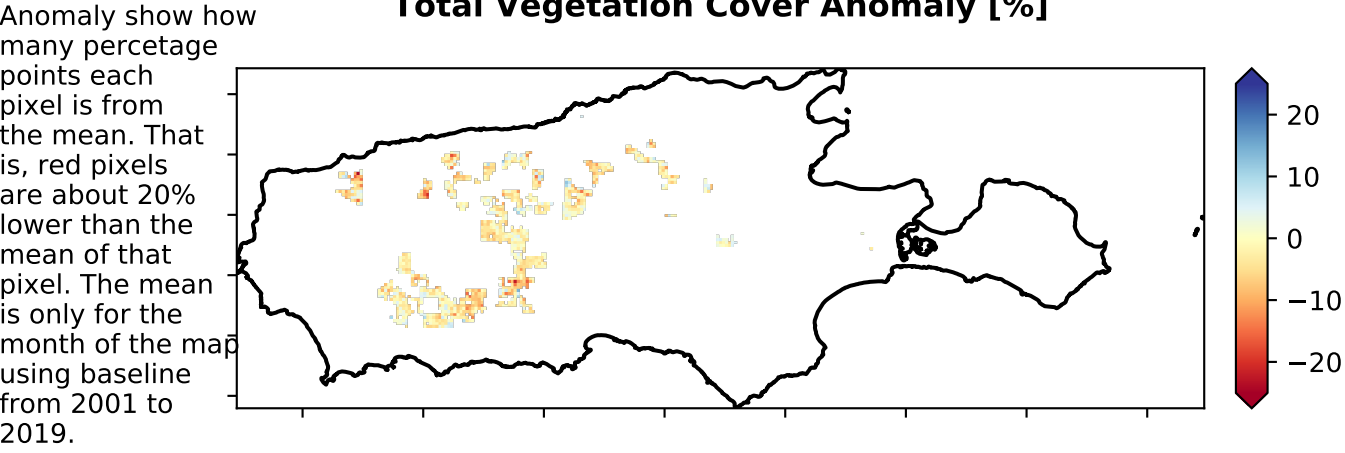 Total Vegetation Cover Anomaly [%]
Anomaly show how
many percetage
points each
pixel is from
the mean. That
is, red pixels
are about 20%
lower than the
mean of that
pixel. The mean
is only for the
month of the map
using baseline
from 2001 to
2019.
20
10
0
−10
−20